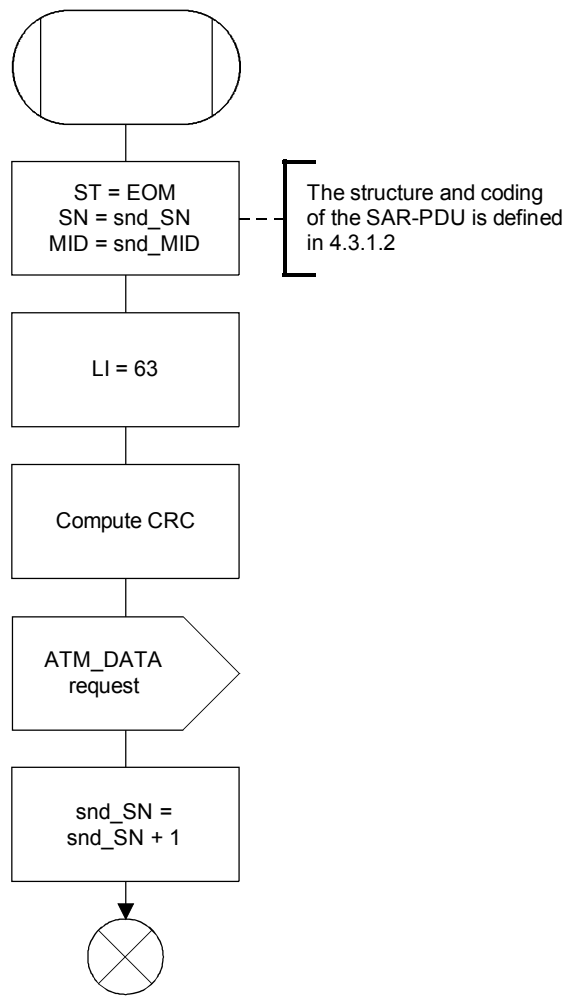 ST = EOM
SN = snd_SN
MID = snd_MID
The structure and coding
of the SAR-PDU is defined
in 4.3.1.2
LI = 63
Compute CRC
ATM_DATA
request
snd_SN =
snd_SN + 1